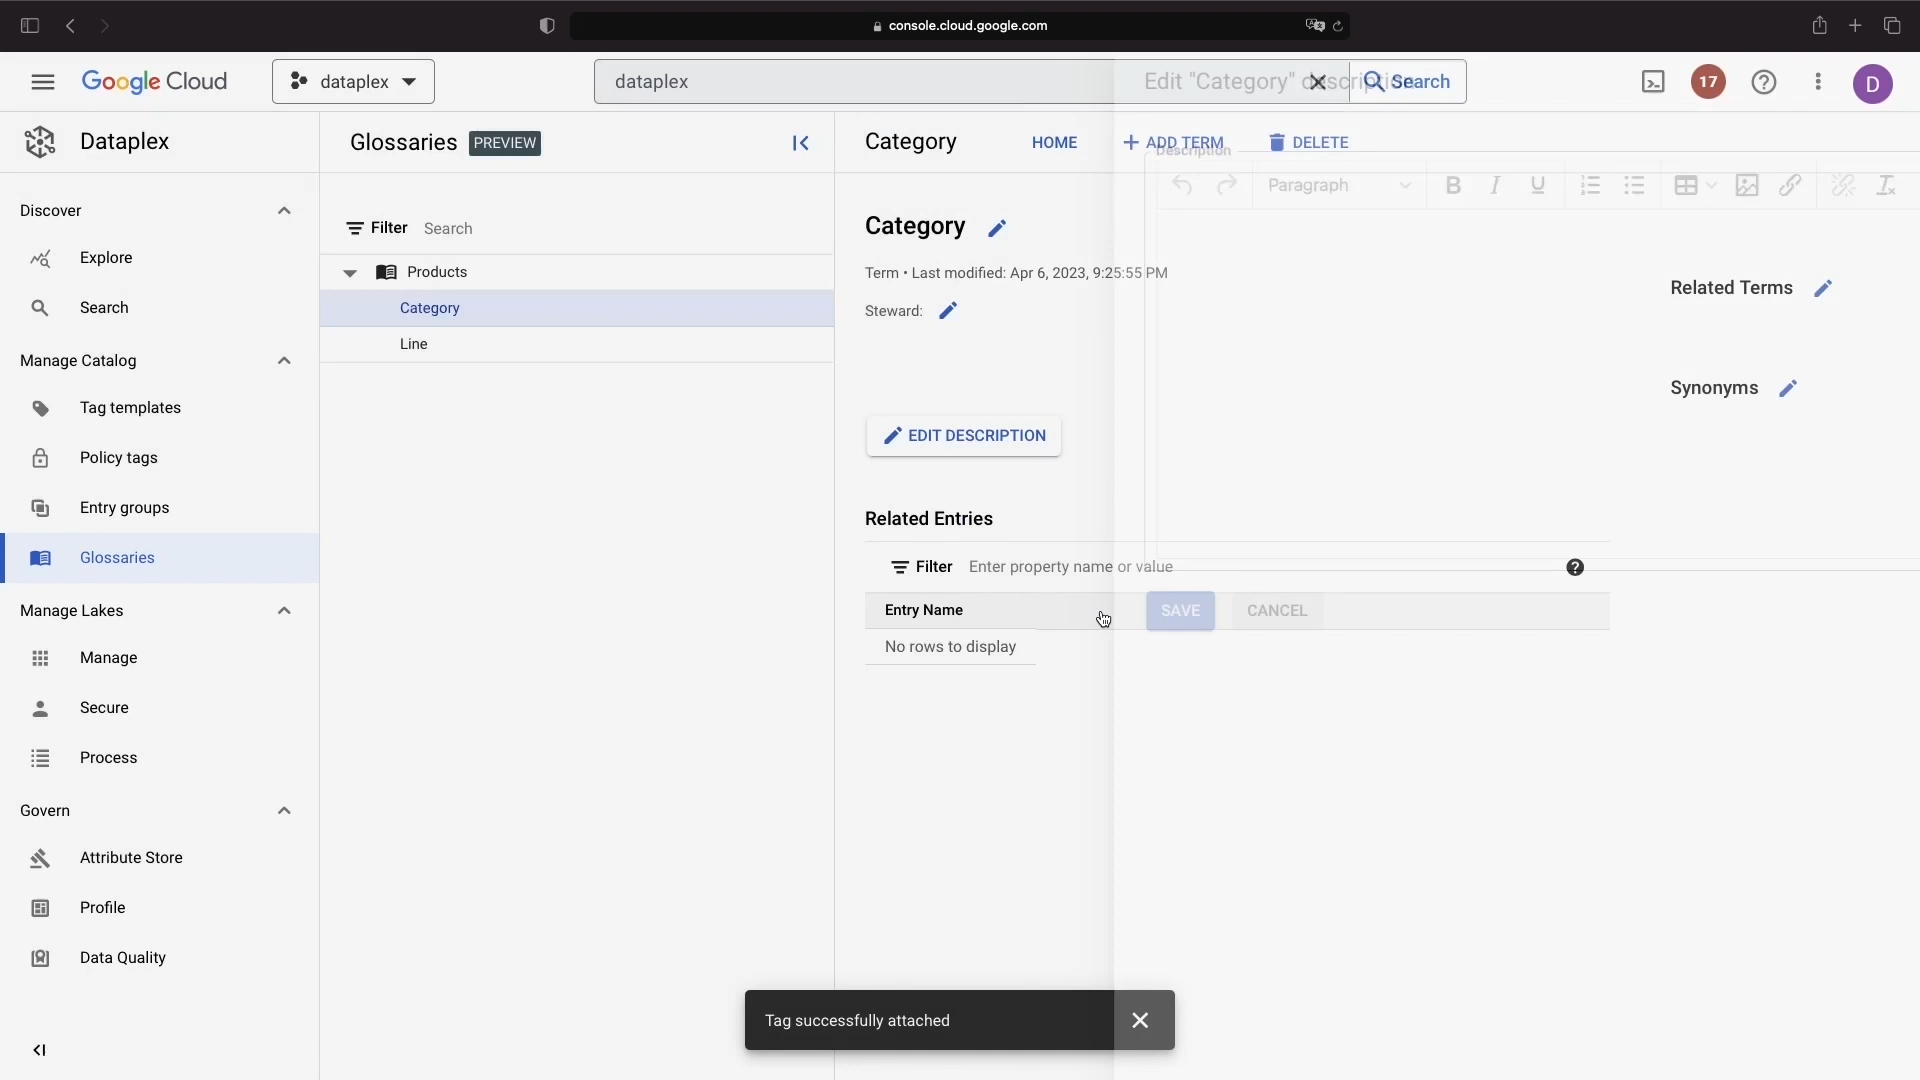 console.cloud.google.com
Google Cloud
dataplex
dataplex
Edit "Category" description
Search
17
D
Dataplex
Glossaries PREVIEW
Category
HOME
ADD TERM
DELETE
Description
Paragraph
B
I
U
Discover
Explore
Search
Manage Catalog
Tag templates
Policy tags
Entry groups
Glossaries
Manage Lakes
Manage
Secure
Process
Govern
Attribute Store
Profile
Data Quality
Filter Search
Products
Category
Line
Category
Term • Last modified: Apr 6, 2023, 9:25:55 PM
Steward:
EDIT DESCRIPTION
Related Terms
Synonyms
Related Entries
Filter Enter property name or value
Entry Name
No rows to display
SAVE
CANCEL
Tag successfully attached